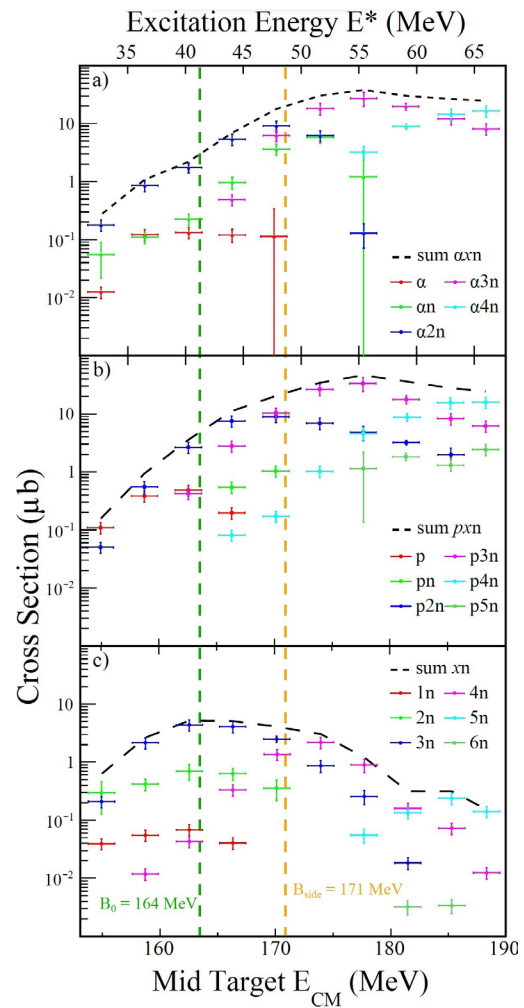 Excitation Energy E* (MeV)
35 40 45 50 55 60 65
a)
10
1
10⁻¹
10⁻²
sum αxn
α α3n
αn α4n
α2n
b)
10
1
10⁻¹
10⁻²
sum pxn
p p3n
pn p4n
p2n p5n
c)
10
1
10⁻¹
10⁻²
sum xn
1n 4n
2n 5n
3n 6n
B₀ = 164 MeV
B_side = 171 MeV
160 170 180 190
Mid Target E_CM (MeV)
Cross Section (μb)